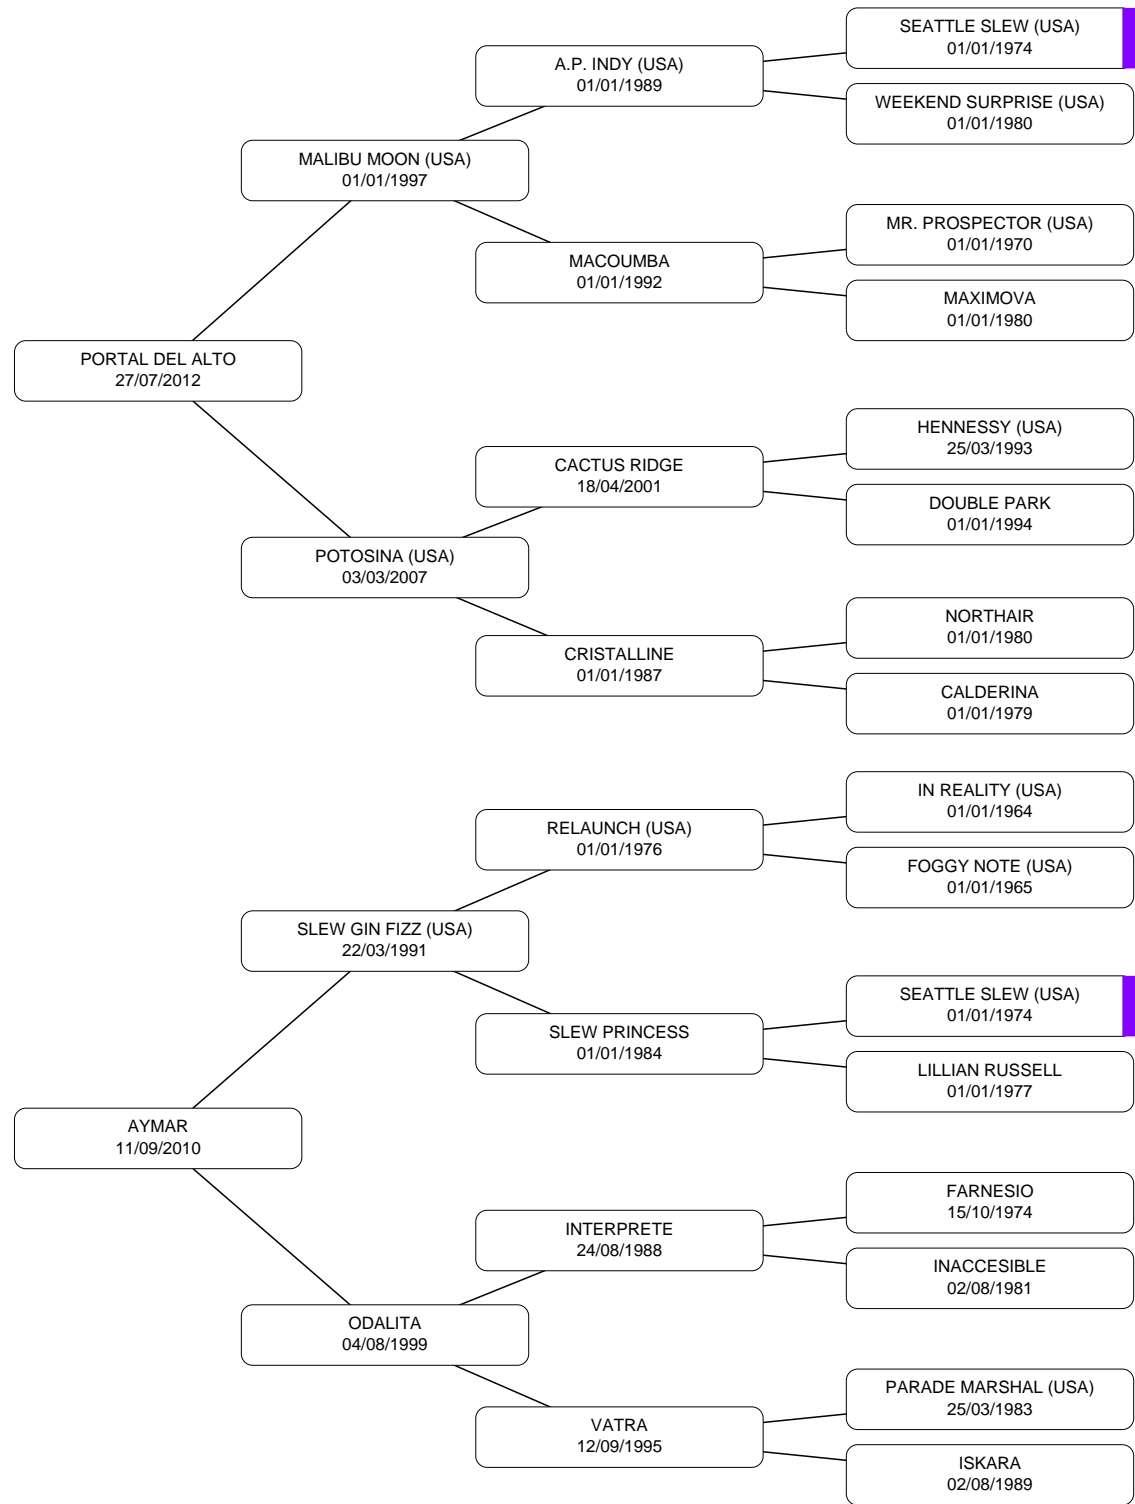 SEATTLE SLEW (USA)
01/01/1974
A.P. INDY (USA)
01/01/1989
WEEKEND SURPRISE (USA)
01/01/1980
MALIBU MOON (USA)
01/01/1997
MR. PROSPECTOR (USA)
01/01/1970
MACOUMBA
01/01/1992
MAXIMOVA
01/01/1980
PORTAL DEL ALTO
27/07/2012
HENNESSY (USA)
25/03/1993
CACTUS RIDGE
18/04/2001
DOUBLE PARK
01/01/1994
POTOSINA (USA)
03/03/2007
NORTHAIR
01/01/1980
CRISTALLINE
01/01/1987
CALDERINA
01/01/1979
IN REALITY (USA)
01/01/1964
RELAUNCH (USA)
01/01/1976
FOGGY NOTE (USA)
01/01/1965
SLEW GIN FIZZ (USA)
22/03/1991
SEATTLE SLEW (USA)
01/01/1974
SLEW PRINCESS
01/01/1984
LILLIAN RUSSELL
01/01/1977
AYMAR
11/09/2010
FARNESIO
15/10/1974
INTERPRETE
24/08/1988
INACCESIBLE
02/08/1981
ODALITA
04/08/1999
PARADE MARSHAL (USA)
25/03/1983
VATRA
12/09/1995
ISKARA
02/08/1989